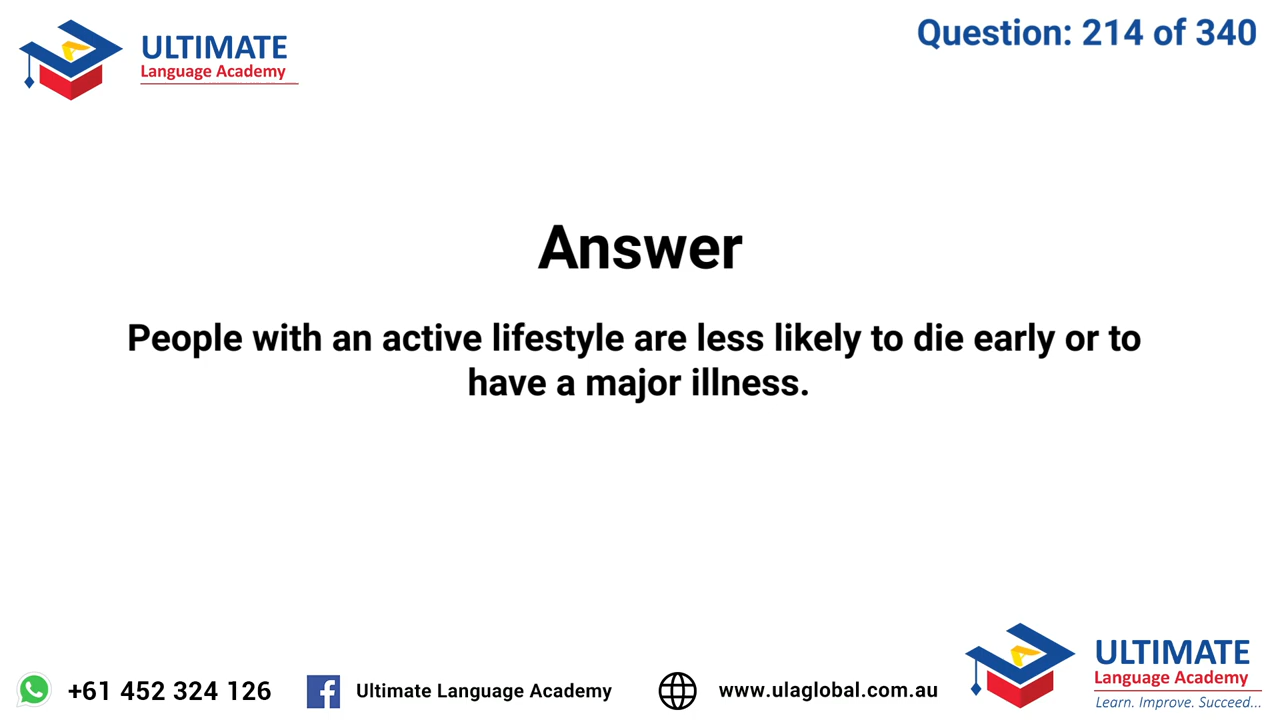 ULTIMATE
Language Academy
Question: 214 of 340
Answer
People with an active lifestyle are less likely to die early or to
have a major illness.
+61 452 324 126
Ultimate Language Academy
www.ulaglobal.com.au
ULTIMATE
Language Academy
Learn. Improve. Succeed...